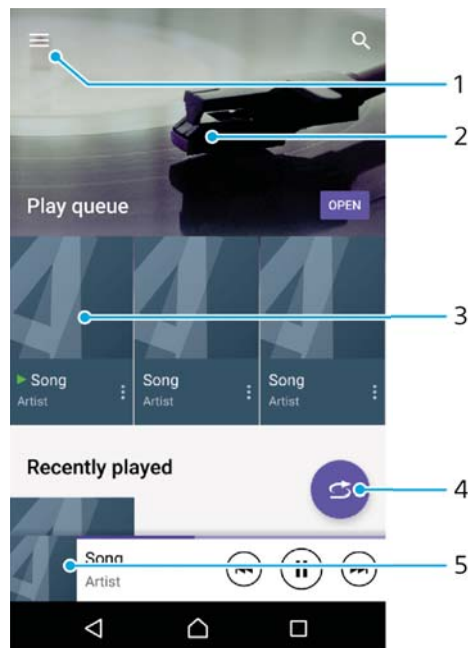 1
2
Play queue
OPEN
3
Song
Artist
Song
Artist
Song
Artist
Recently played
4
5
Song
Artist